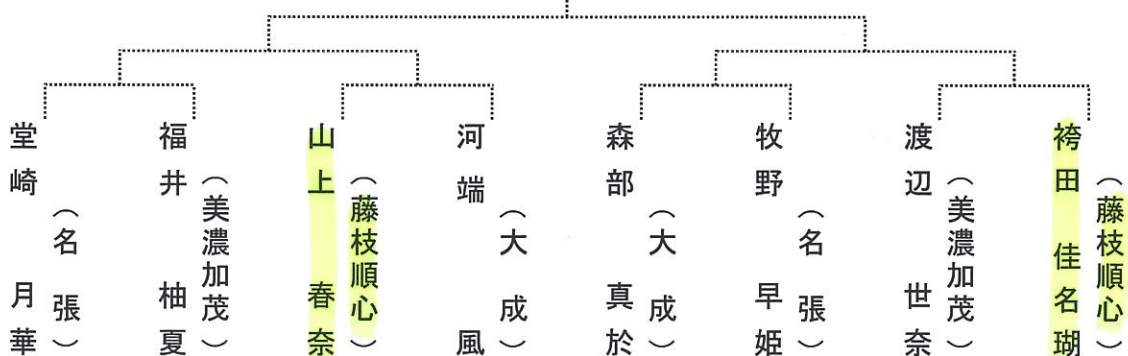 袴田 佳名瑚
（藤枝順心）
渡辺 世奈
（美濃加茂）
牧野 早姫
（名張）
森部 真於
（大成）
河端 風
（大成）
山上 春奈
（藤枝順心）
福井 柚夏
（美濃加茂）
堂崎 月華
（名張）